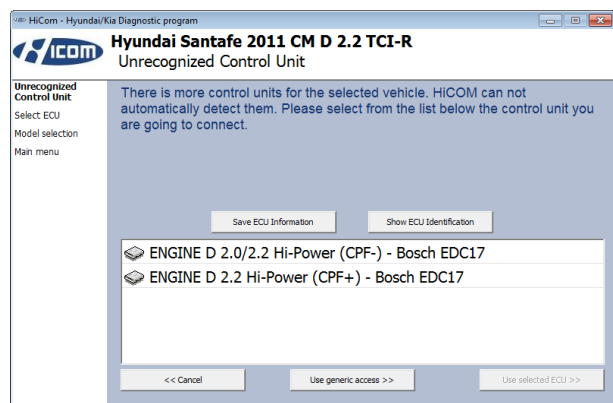 HiCom - Hyundai/Kia Diagnostic program
HICOM
Hyundai Santafe 2011 CM D 2.2 TCI-R
Unrecognized Control Unit
Unrecognized
Control Unit
Select ECU
Model selection
Main menu
There is more control units for the selected vehicle. HiCOM can not
automatically detect them. Please select from the list below the control unit you
are going to connect.
Save ECU Information
Show ECU Identification
ENGINE D 2.0/2.2 Hi-Power (CPF-) - Bosch EDC17
ENGINE D 2.2 Hi-Power (CPF+) - Bosch EDC17
<< Cancel
Use generic access >>
Use selected ECU >>